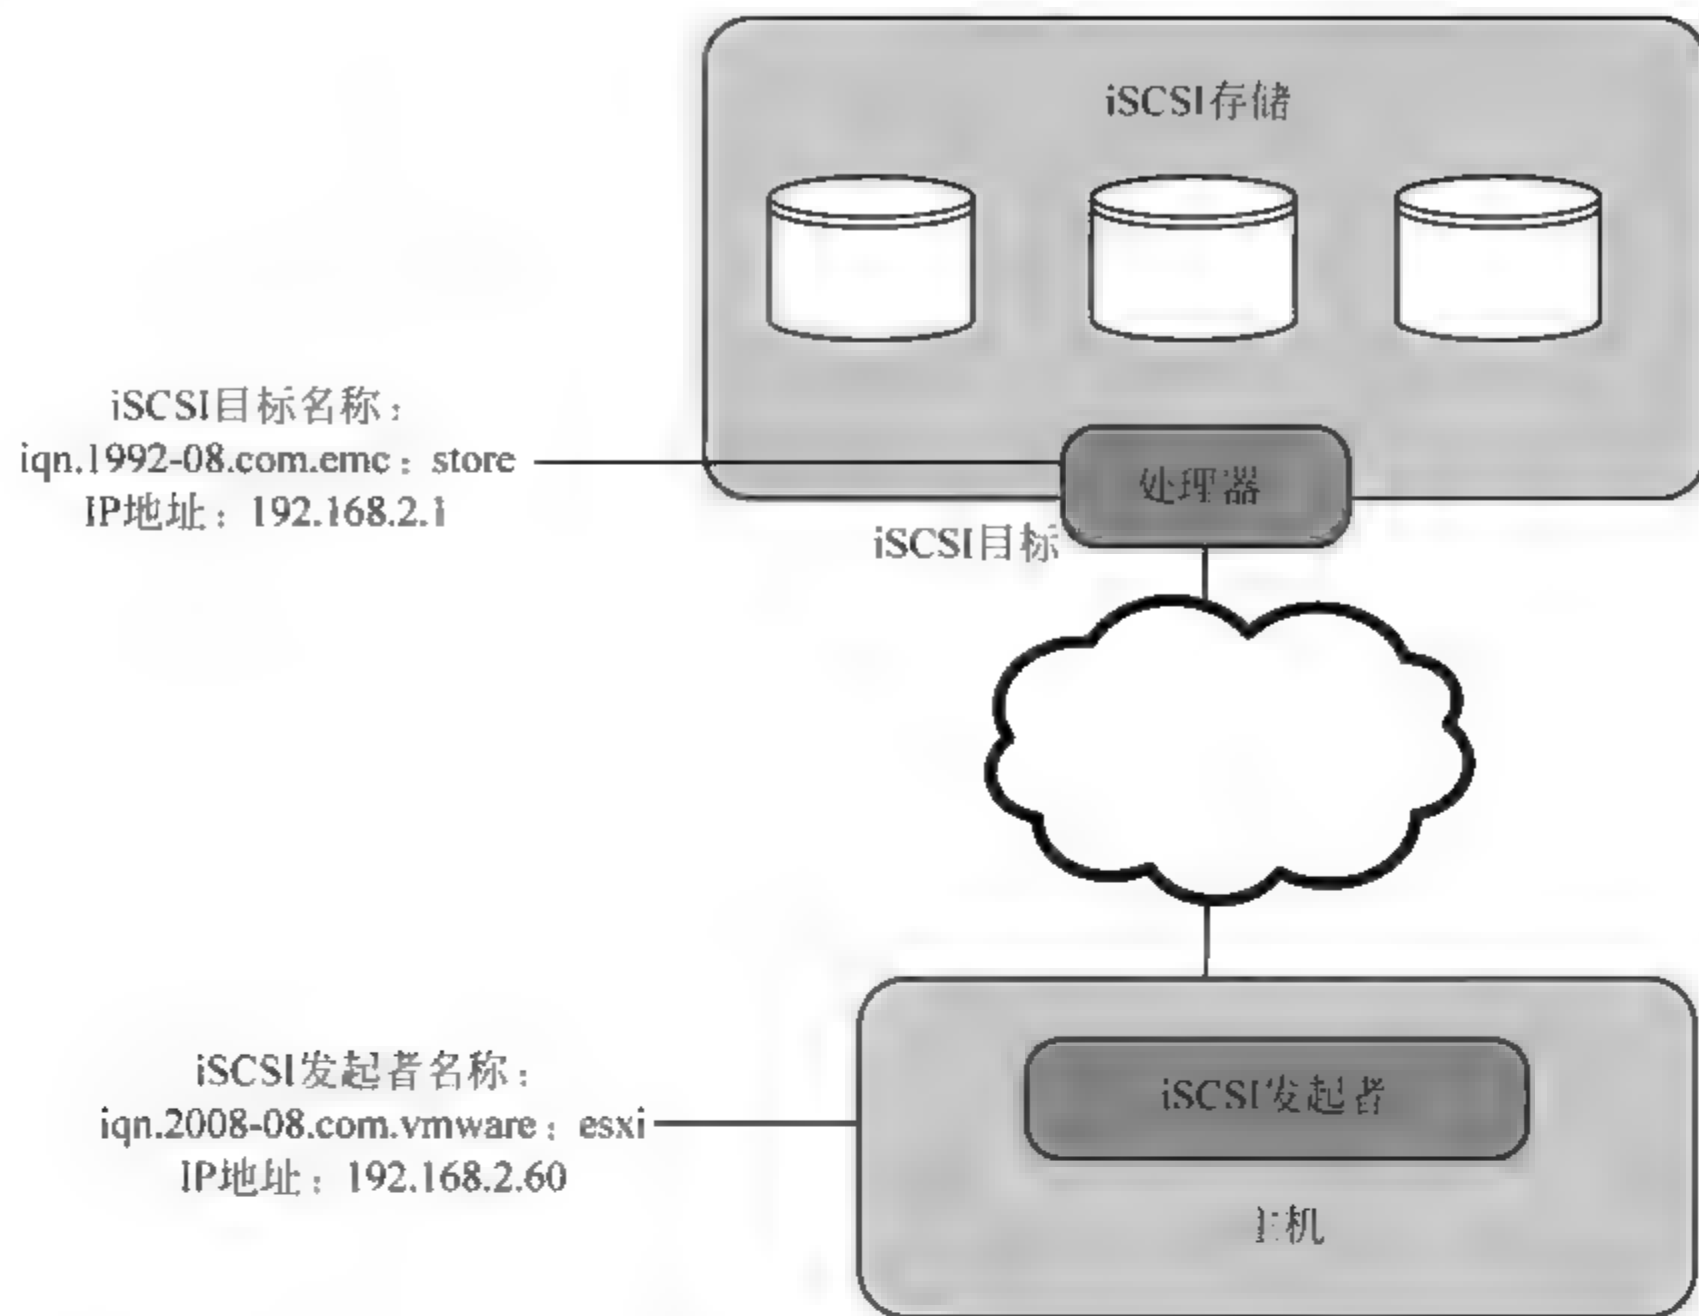 iSCSI存储
iSCSI目标名称：
iqn.1992-08.com.emc：store
IP地址：192.168.2.1
处理器
iSCSI目标
iSCSI发起者名称：
iqn.2008-08.com.vmware：esxi
IP地址：192.168.2.60
iSCSI发起者
主机